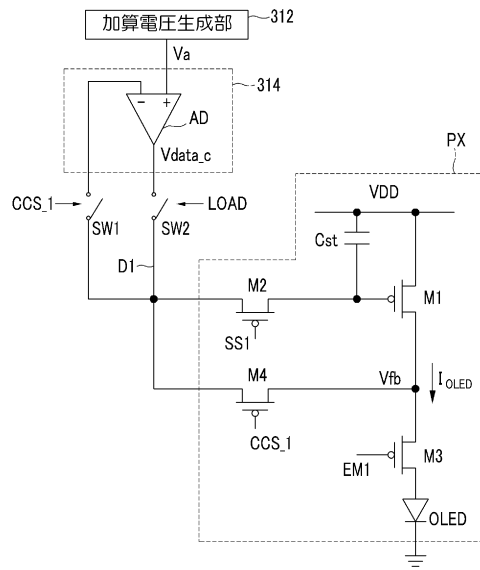 加算電圧生成部
312
Va
314
−
+
AD
Vdata_c
PX
CCS_1
SW1
SW2
LOAD
VDD
Cst
D1
M2
M1
SS1
M4
Vfb
IOLED
CCS_1
EM1
M3
OLED